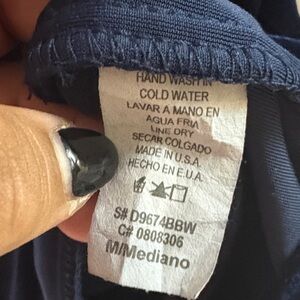 HAND WASH IN
COLD WATER
LAVAR A MANO EN
AGUA FRIA
LINE DRY
SECAR COLGADO
MADE IN U.S.A.
HECHO EN E.U.A.
S# D9674BBW
C# 0808306
M/Mediano